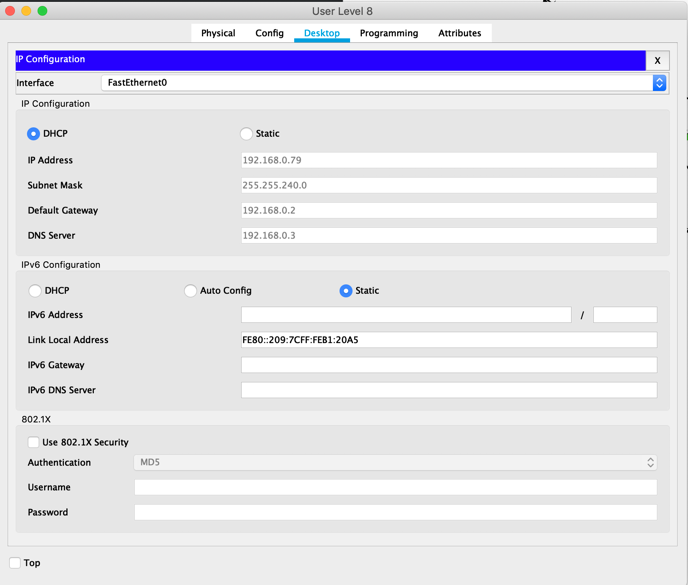 User Level 8
Physical Config Desktop Programming Attributes
IP Configuration X
Interface FastEthernet0
IP Configuration
DHCP Static
IP Address 192.168.0.79
Subnet Mask 255.255.240.0
Default Gateway 192.168.0.2
DNS Server 192.168.0.3
IPv6 Configuration
DHCP Auto Config Static
IPv6 Address /
Link Local Address FE80::209:7CFF:FEB1:20A5
IPv6 Gateway
IPv6 DNS Server
802.1X
Use 802.1X Security
Authentication MD5
Username
Password
Top